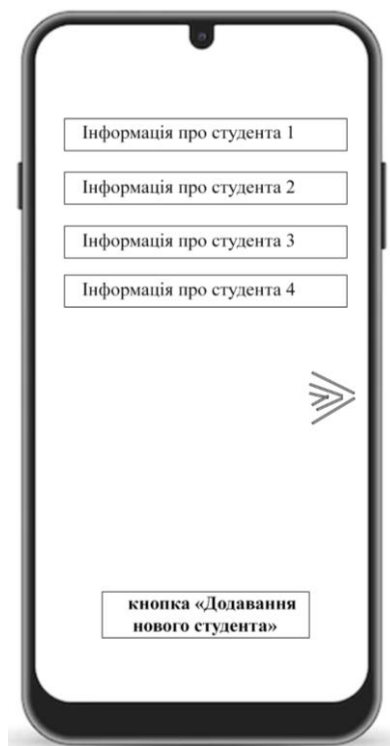 Інформація про студента 1
Інформація про студента 2
Інформація про студента 3
Інформація про студента 4
кнопка «Додавання
нового студента»